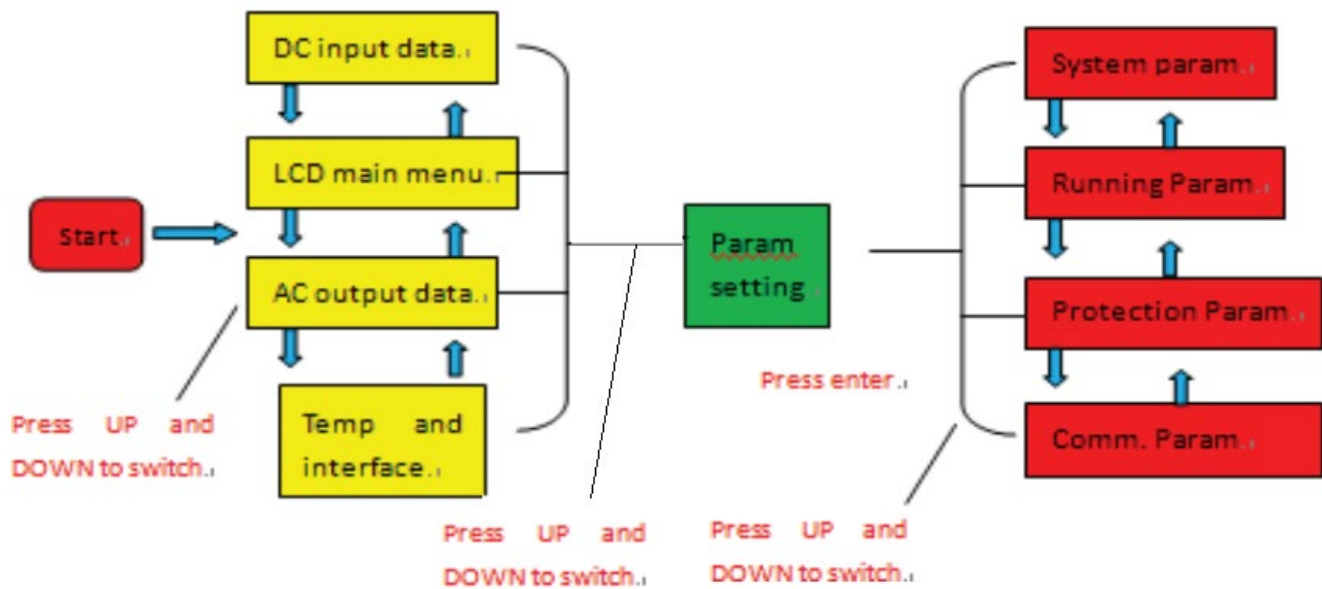 DC input data.
LCD main menu.
Start.
AC output data.
Temp and
interface.
Press UP and
DOWN to switch.
Press UP and
DOWN to switch.
Param
setting
Press enter.
System param.
Running Param.
Protection Param.
Comm. Param.
Press UP and
DOWN to switch.